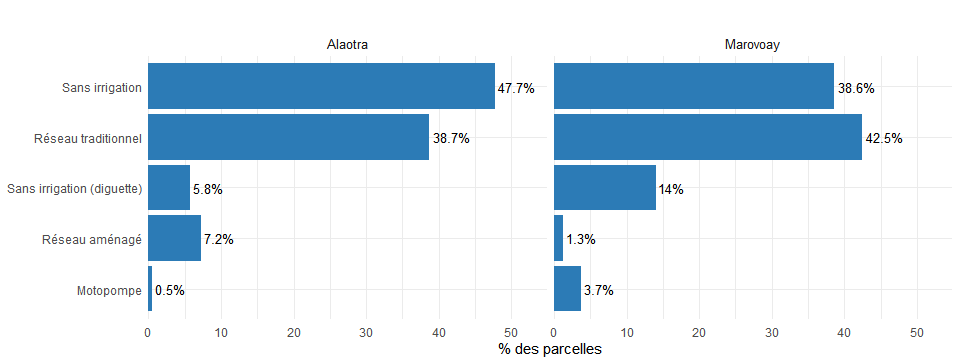 Alaotra
Marovoay
Sans irrigation
47.7%
38.6%
Réseau traditionnel
38.7%
42.5%
Sans irrigation (diguette)
5.8%
14%
Réseau aménagé
7.2%
1.3%
Motopompe
0.5%
3.7%
0 10 20 30 40 50
0 10 20 30 40 50
% des parcelles